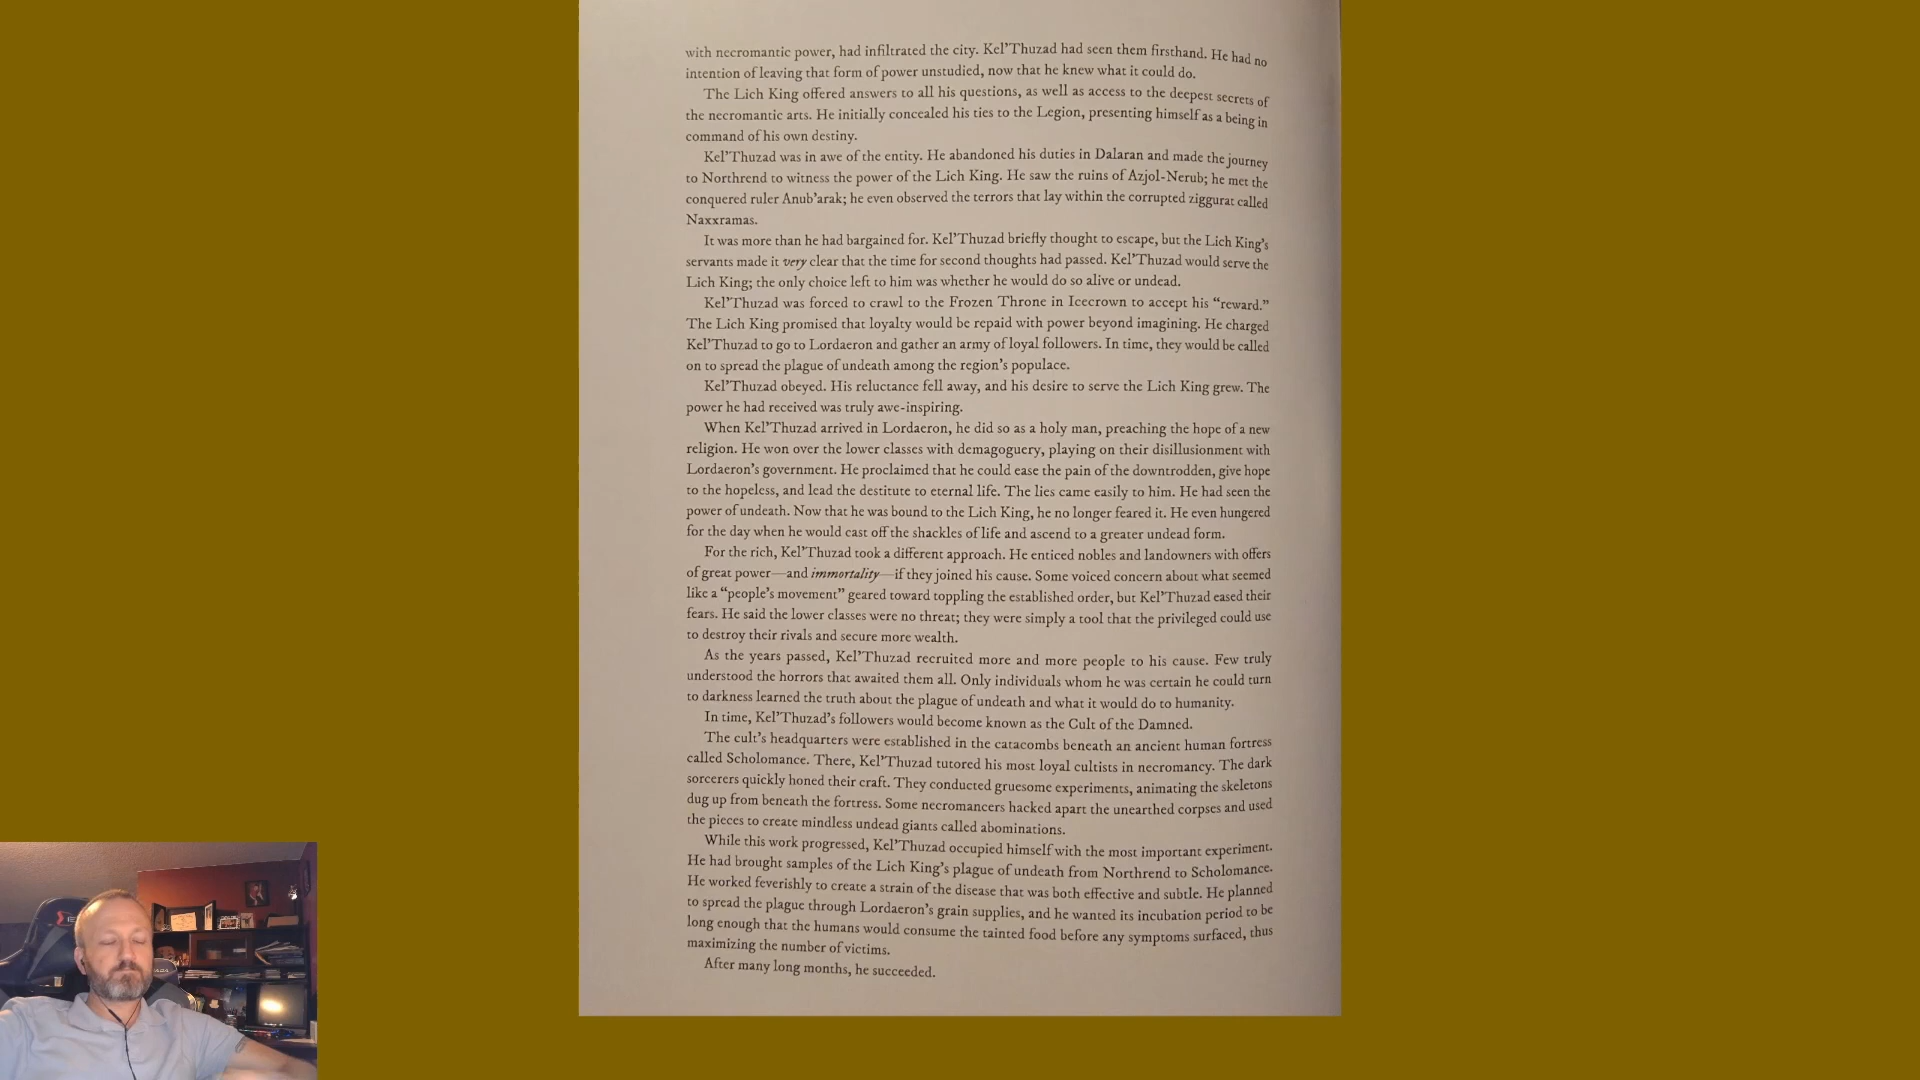 with necromantic power, had infiltrated the city. Kel'Thuzad had seen them firsthand. He had no
intention of leaving that form of power unstudied, now that he knew what it could do.
The Lich King offered answers to all his questions, as well as access to the deepest secrets of
the necromantic arts. He initially concealed his ties to the Legion, presenting himself as a being in
command of his own destiny.
Kel'Thuzad was in awe of the entity. He abandoned his duties in Dalaran and made the journey
to Northrend to witness the power of the Lich King. He saw the ruins of Azjol-Nerub; he met the
conquered ruler Anub'arak; he even observed the terrors that lay within the corrupted ziggurat called
Naxxramas.
It was more than he had bargained for. Kel'Thuzad briefly thought to escape, but the Lich King's
servants made it very clear that the time for second thoughts had passed. Kel'Thuzad would serve the
Lich King; the only choice left to him was whether he would do so alive or undead.
Kel'Thuzad was forced to crawl to the Frozen Throne in Icecrown to accept his “reward.”
The Lich King promised that loyalty would be repaid with power beyond imagining. He charged
Kel'Thuzad to go to Lordaeron and gather an army of loyal followers. In time, they would be called
on to spread the plague of undeath among the region's populace.
Kel'Thuzad obeyed. His reluctance fell away, and his desire to serve the Lich King grew. The
power he had received was truly awe-inspiring.
When Kel'Thuzad arrived in Lordaeron, he did so as a holy man, preaching the hope of a new
religion. He won over the lower classes with demagoguery, playing on their disillusionment with
Lordaeron's government. He proclaimed that he could ease the pain of the downtrodden, give hope
to the hopeless, and lead the destitute to eternal life. The lies came easily to him. He had seen the
power of undeath. Now that he was bound to the Lich King, he no longer feared it. He even hungered
for the day when he would cast off the shackles of life and ascend to a greater undead form.
For the rich, Kel'Thuzad took a different approach. He enticed nobles and landowners with offers
of great power—and immortality—if they joined his cause. Some voiced concern about what seemed
like a “people's movement” geared toward toppling the established order, but Kel'Thuzad eased their
fears. He said the lower classes were no threat; they were simply a tool that the privileged could use
to destroy their rivals and secure more wealth.
As the years passed, Kel'Thuzad recruited more and more people to his cause. Few truly
understood the horrors that awaited them all. Only individuals whom he was certain he could turn
to darkness learned the truth about the plague of undeath and what it would do to humanity.
In time, Kel'Thuzad's followers would become known as the Cult of the Damned.
The cult's headquarters were established in the catacombs beneath an ancient human fortress
called Scholomance. There, Kel'Thuzad tutored his most loyal cultists in necromancy. The dark
sorcerers quickly honed their craft. They conducted gruesome experiments, animating the skeletons
dug up from beneath the fortress. Some necromancers hacked apart the unearthed corpses and used
the pieces to create mindless undead giants called abominations.
While this work progressed, Kel'Thuzad occupied himself with the most important experiment.
He had brought samples of the Lich King's plague of undeath from Northrend to Scholomance.
He worked feverishly to create a strain of the disease that was both effective and subtle. He planned
to spread the plague through Lordaeron's grain supplies, and he wanted its incubation period to be
long enough that the humans would consume the tainted food before any symptoms surfaced, thus
maximizing the number of victims.
After many long months, he succeeded.